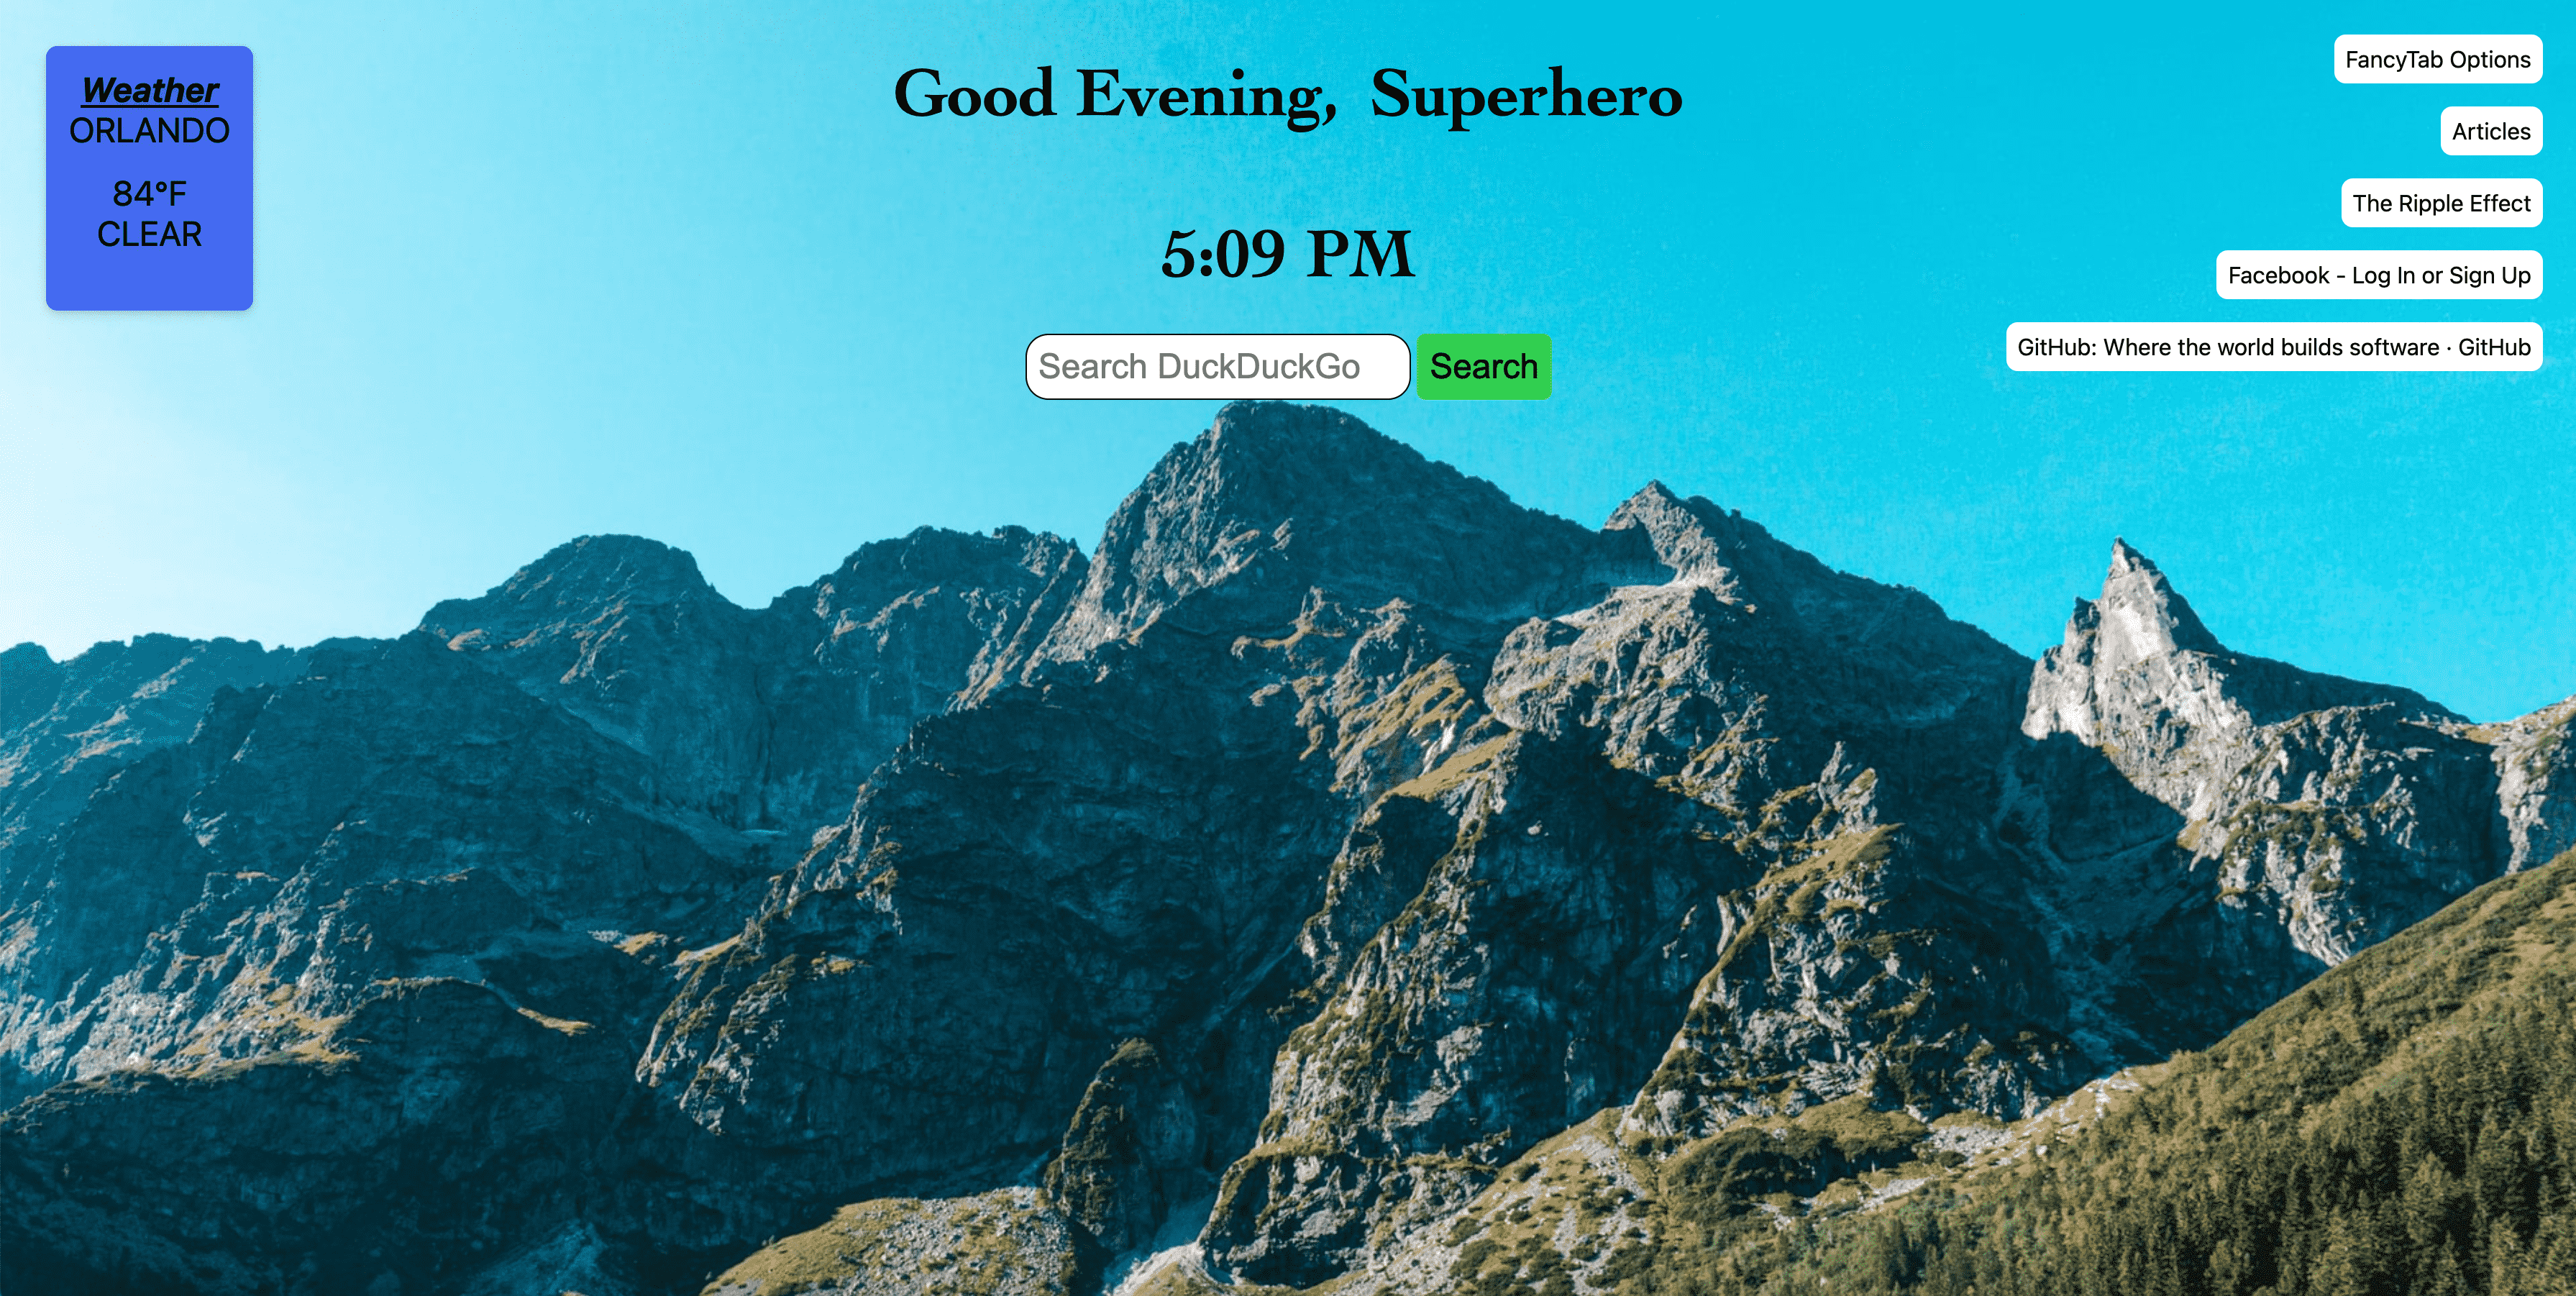 Weather
ORLANDO
84°F
CLEAR
Good Evening, Superhero
5:09 PM
Search DuckDuckGo
Search
FancyTab Options
Articles
The Ripple Effect
Facebook - Log In or Sign Up
GitHub: Where the world builds software · GitHub